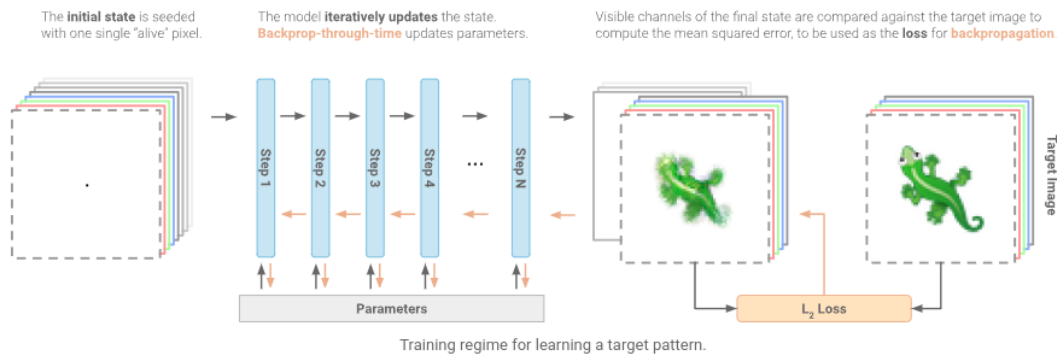 The initial state is seeded
with one single "alive" pixel.
The model iteratively updates the state.
Backprop-through-time updates parameters.
Visible channels of the final state are compared against the target image to
compute the mean squared error, to be used as the loss for backpropagation.
Step 1
Step 2
Step 3
Step 4
...
Step N
Target Image
Parameters
L₂ Loss
Training regime for learning a target pattern.